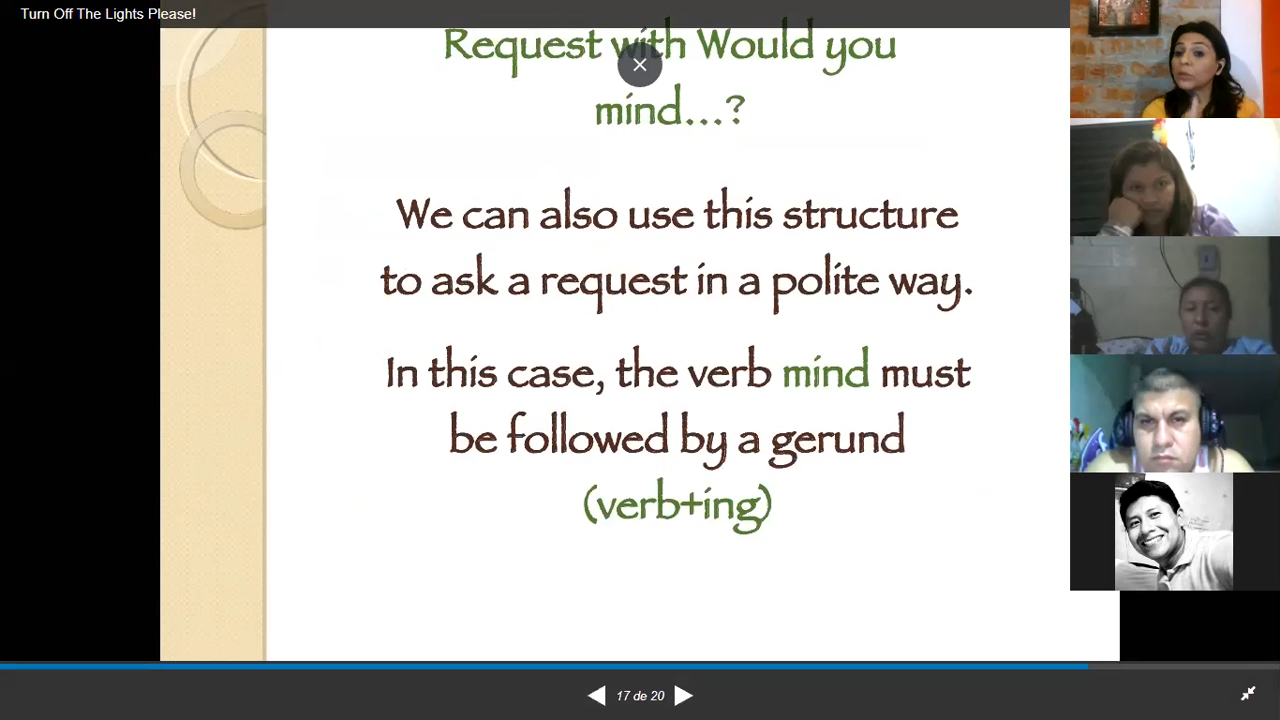 Turn Off The Lights Please!
Request with Would you
mind...?
We can also use this structure
to ask a request in a polite way.
In this case, the verb mind must
be followed by a gerund
(verb+ing)
17 de 20